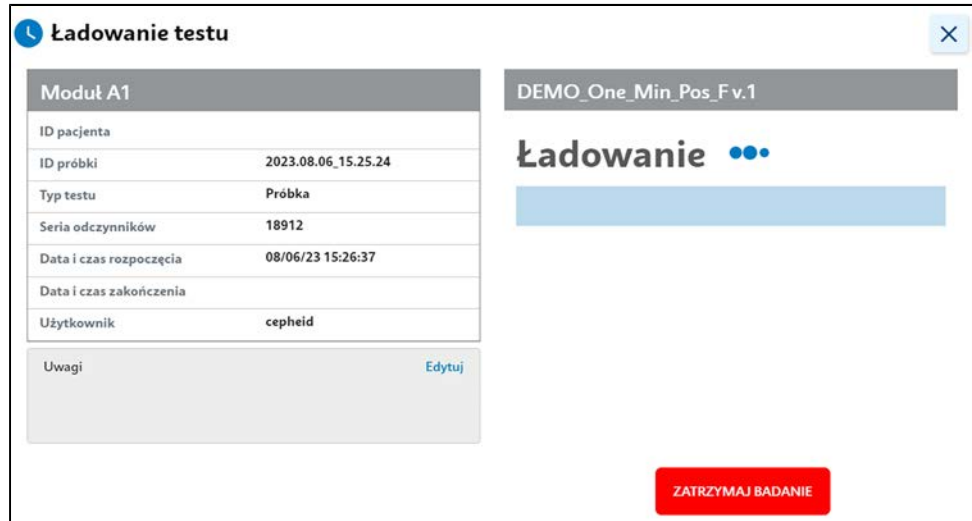 Ładowanie testu
Moduł A1
ID pacjenta
ID próbki 2023.08.06_15.25.24
Typ testu Próbka
Seria odczynników 18912
Data i czas rozpoczęcia 08/06/23 15:26:37
Data i czas zakończenia
Użytkownik cepheid
Uwagi Edytuj
DEMO_One_Min_Pos_F v.1
Ładowanie
ZATRZYMAJ BADANIE